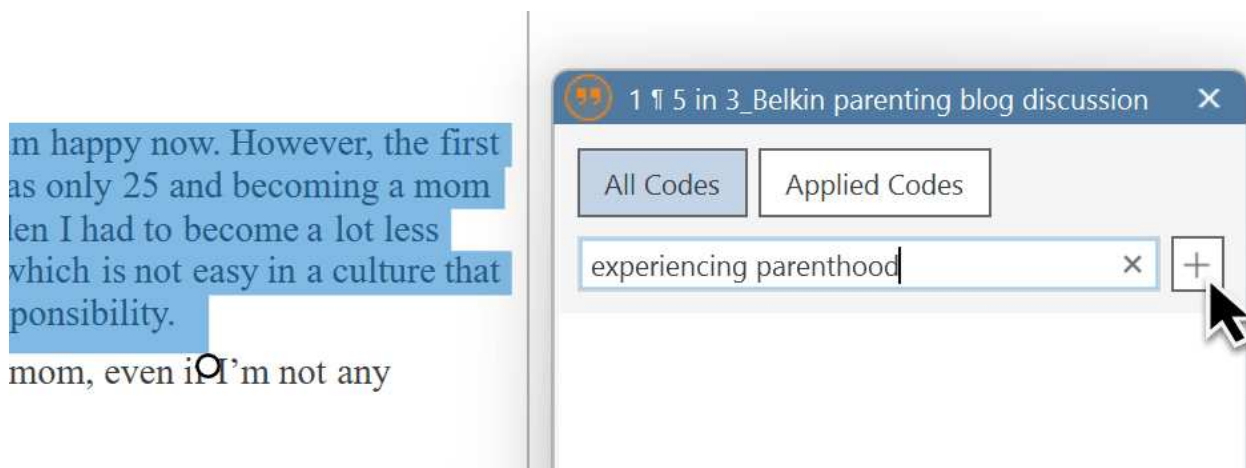 m happy now. However, the first
as only 25 and becoming a mom
I had to become a lot less
which is not easy in a culture that
ponsibility.
mom, even if I'm not any
1 ¶ 5 in 3_Belkin parenting blog discussion ×
All Codes Applied Codes
experiencing parenthood × +